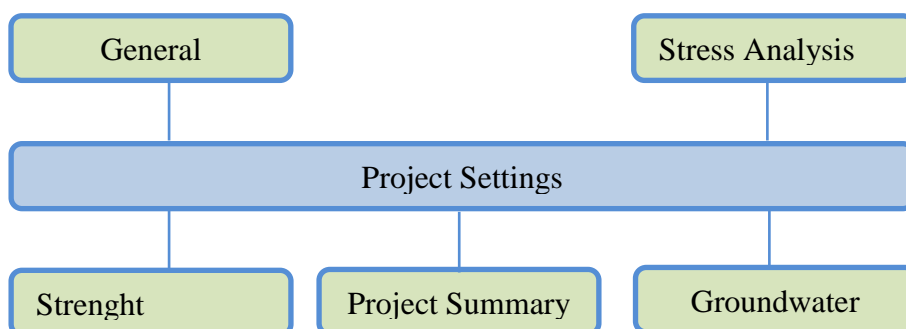 General
Stress Analysis
Project Settings
Strenght
Project Summary
Groundwater